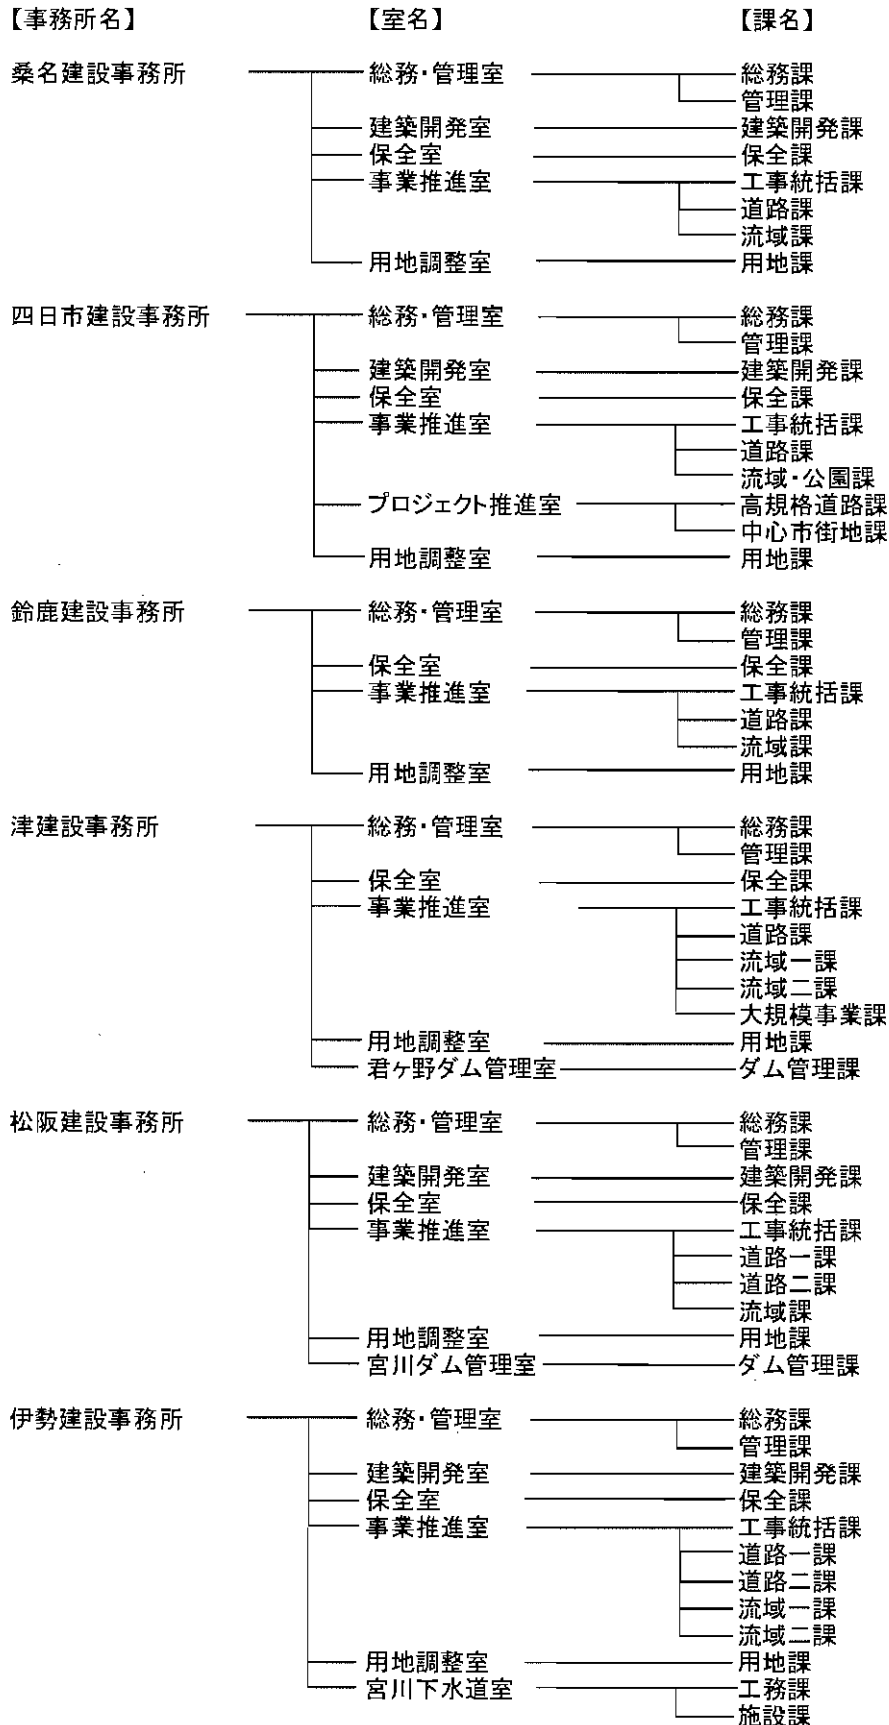 【事務所名】 【室名】 【課名】
桑名建設事務所 総務・管理室 総務課
管理課
建築開発室 建築開発課
保全室 保全課
事業推進室 工事統括課
道路課
流域課
用地調整室 用地課
四日市建設事務所 総務・管理室 総務課
管理課
建築開発室 建築開発課
保全室 保全課
事業推進室 工事統括課
道路課
流域・公園課
プロジェクト推進室 高規格道路課
中心市街地課
用地調整室 用地課
鈴鹿建設事務所 総務・管理室 総務課
管理課
保全室 保全課
事業推進室 工事統括課
道路課
流域課
用地調整室 用地課
津建設事務所 総務・管理室 総務課
管理課
保全室 保全課
事業推進室 工事統括課
道路課
流域一課
流域二課
大規模事業課
用地調整室 用地課
君ヶ野ダム管理室 ダム管理課
松阪建設事務所 総務・管理室 総務課
管理課
建築開発室 建築開発課
保全室 保全課
事業推進室 工事統括課
道路一課
道路二課
流域課
用地調整室 用地課
宮川ダム管理室 ダム管理課
伊勢建設事務所 総務・管理室 総務課
管理課
建築開発室 建築開発課
保全室 保全課
事業推進室 工事統括課
道路一課
道路二課
流域一課
流域二課
用地調整室 用地課
宮川下水道室 工務課
施設課